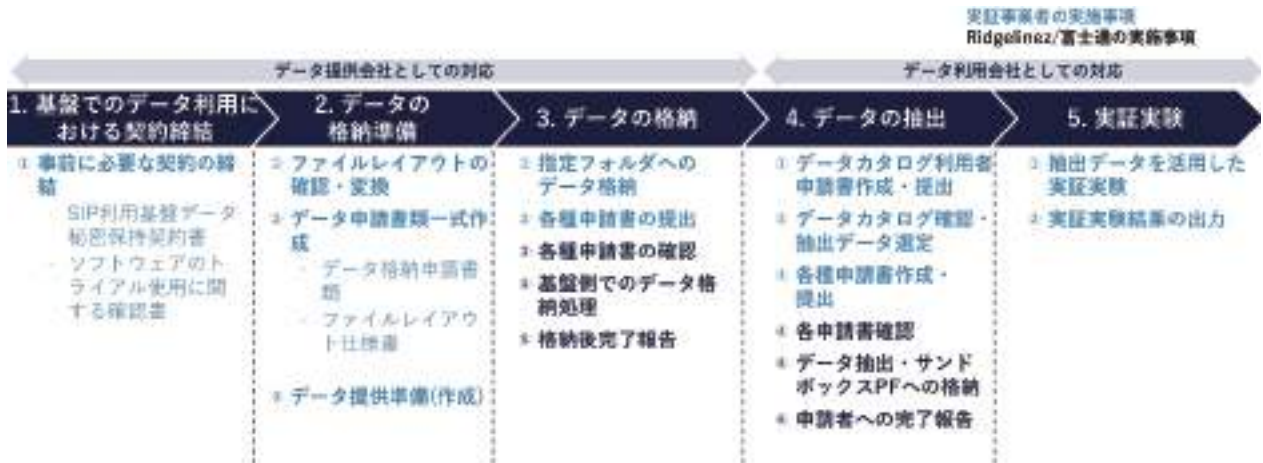 実証事業者の実施事項
Ridgelinez/富士通の実施事項
データ提供会社としての対応
データ利用会社としての対応
1. 基盤でのデータ利用に
おける契約締結
2. データの
格納準備
3. データの格納
4. データの抽出
5. 実証実験
① 事前に必要な契約の締
結
- SIP利用基盤データ
秘密保持契約書
- ソフトウェアのト
ライアル使用に関
する確認書
① ファイルレイアウトの
確認・変換
② データ申請書類一式作
成
- データ格納申請書
類
- ファイルレイアウ
ト仕様書
③ データ提供準備(作成)
① 指定フォルダへの
データ格納
② 各種申請書の提出
③ 各種申請書の確認
④ 基盤側でのデータ格
納処理
⑤ 格納後完了報告
① データカタログ利用者
申請書作成・提出
② データカタログ確認・
抽出データ選定
③ 各種申請書作成・
提出
④ 各申請書確認
⑤ データ抽出・サンド
ボックスPFへの格納
⑥ 申請者への完了報告
① 抽出データを活用した
実証実験
② 実証実験結果の出力